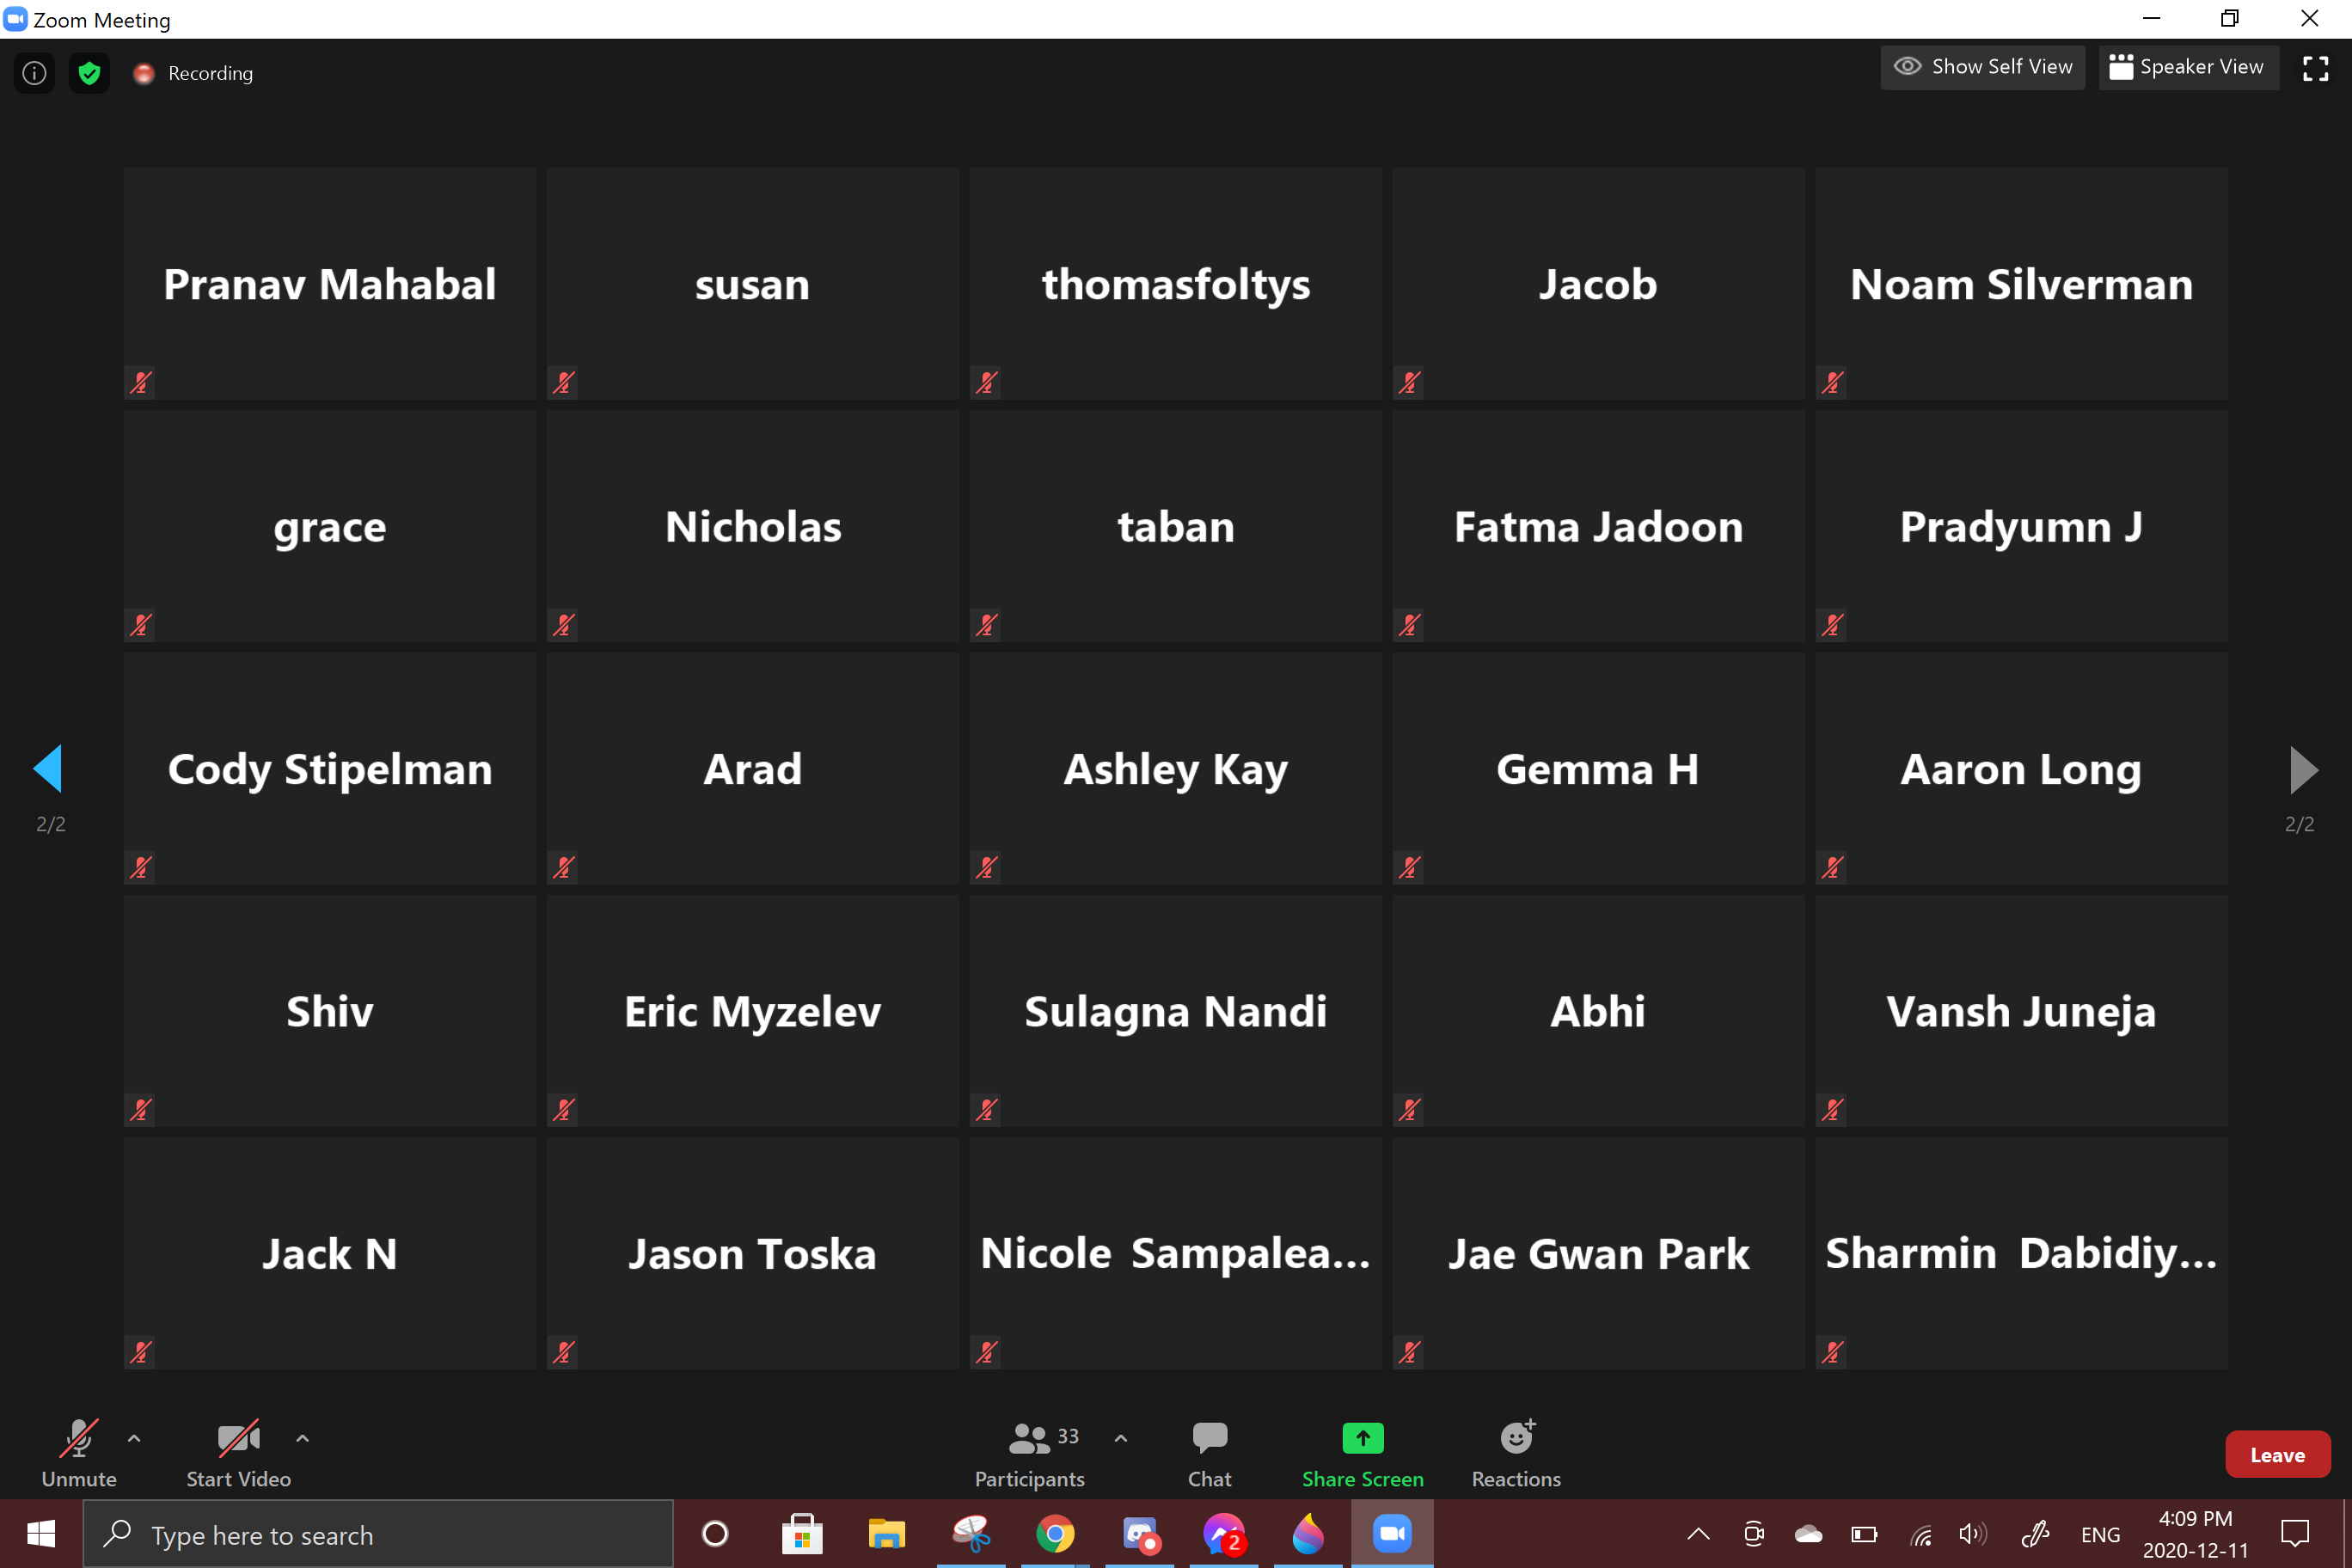 Zoom Meeting
Recording
Show Self View
Speaker View
Pranav Mahabal
susan
thomasfoltys
Jacob
Noam Silverman
grace
Nicholas
taban
Fatma Jadoon
Pradyumn J
Cody Stipelman
Arad
Ashley Kay
Gemma H
Aaron Long
2/2
2/2
Shiv
Eric Myzelev
Sulagna Nandi
Abhi
Vansh Juneja
Jack N
Jason Toska
Nicole Sampalea...
Jae Gwan Park
Sharmin Dabidiy...
Unmute
Start Video
33
Participants
Chat
Share Screen
Reactions
Leave
Type here to search
2
ENG
4:09 PM
2020-12-11